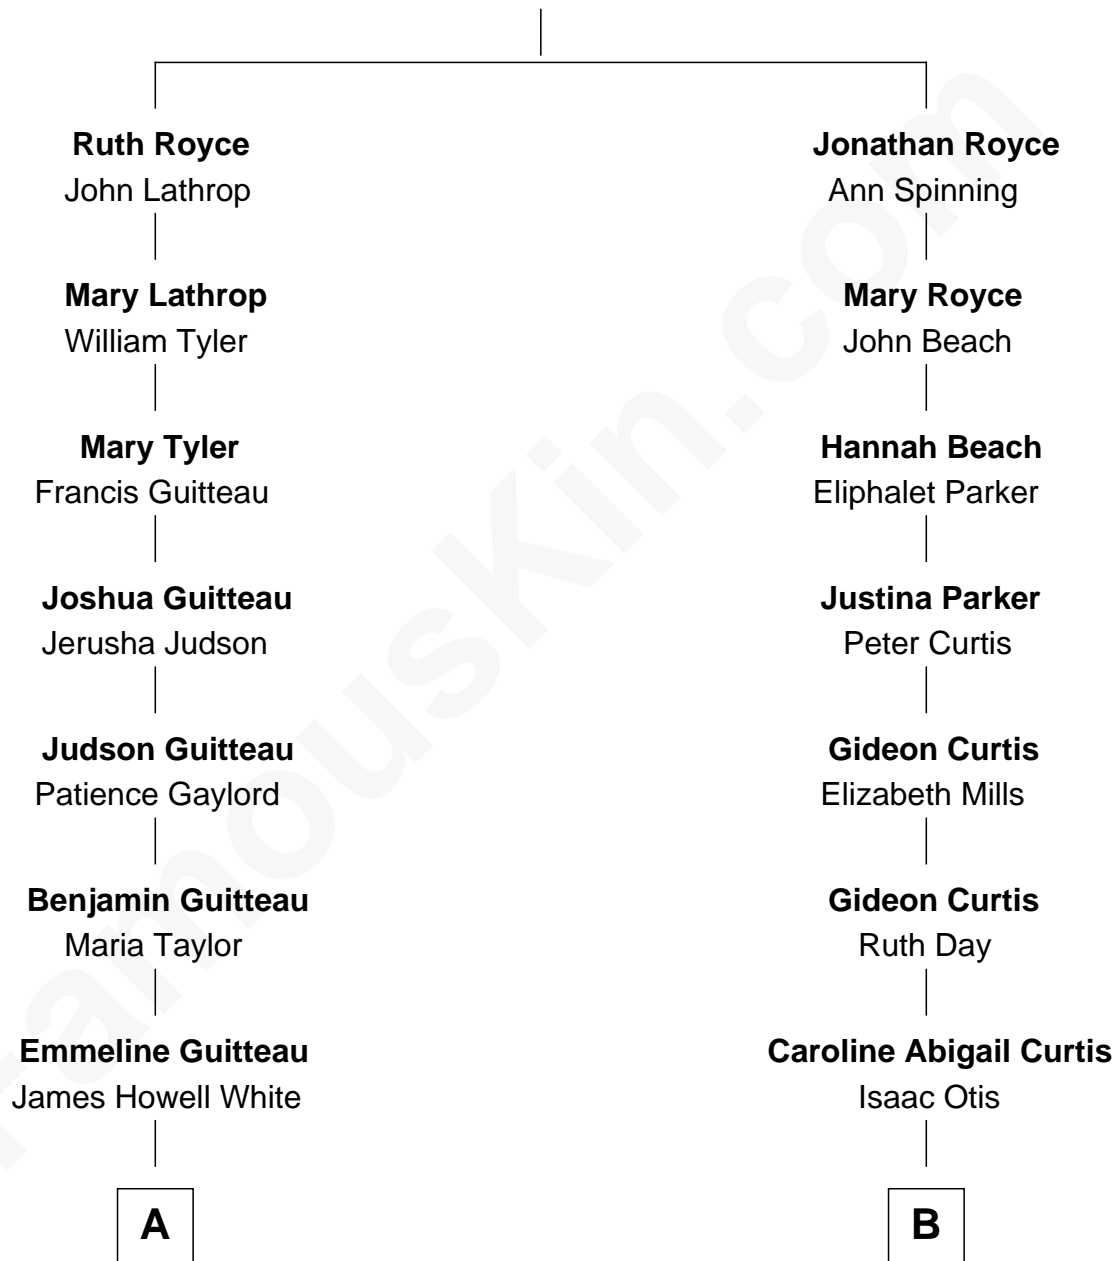 Ruth Royce
John Lathrop
Mary Lathrop
William Tyler
Mary Tyler
Francis Guitteau
Joshua Guitteau
Jerusha Judson
Judson Guitteau
Patience Gaylord
Benjamin Guitteau
Maria Taylor
Emmeline Guitteau
James Howell White
A
Jonathan Royce
Ann Spinning
Mary Royce
John Beach
Hannah Beach
Eliphalet Parker
Justina Parker
Peter Curtis
Gideon Curtis
Elizabeth Mills
Gideon Curtis
Ruth Day
Caroline Abigail Curtis
Isaac Otis
B
FamousKin.com